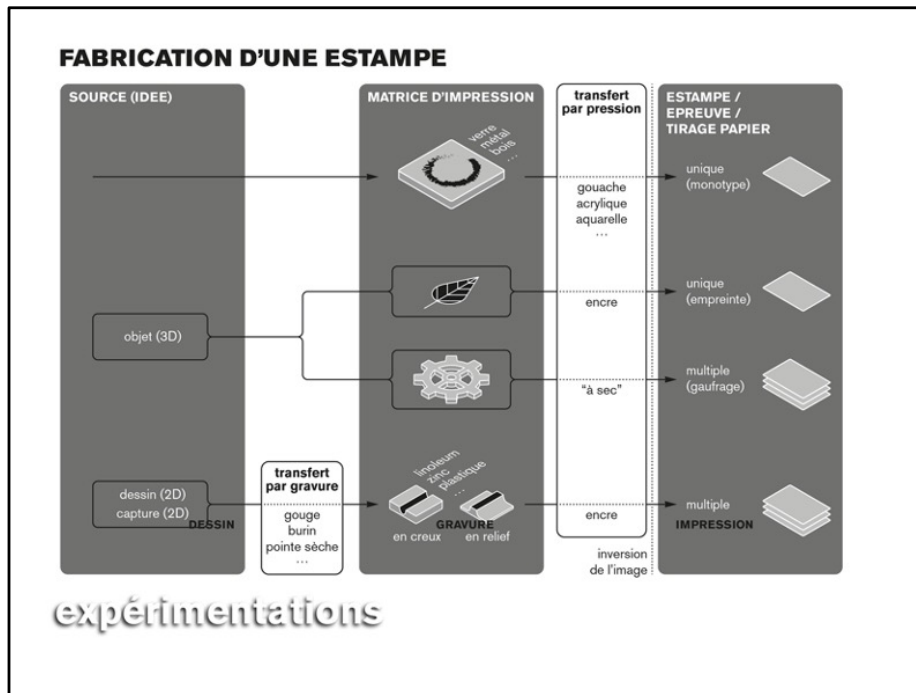 FABRICATION D'UNE ESTAMPE
SOURCE (IDEE)
MATRICE D'IMPRESSION
transfert
par pression
ESTAMPE /
EPREUVE /
TIRAGE PAPIER
verre
métal
bois
...
gouache
acrylique
aquarelle
...
unique
(monotype)
objet (3D)
encre
unique
(empreinte)
"à sec"
multiple
(gaufrage)
dessin (2D)
capture (2D)
DESSIN
transfert
par gravure
gouge
burin
pointe sèche
...
linoleum
zinc
plastique
...
GRAVURE
en creux
en relief
encre
multiple
IMPRESSION
inversion
de l'image
expérimentations